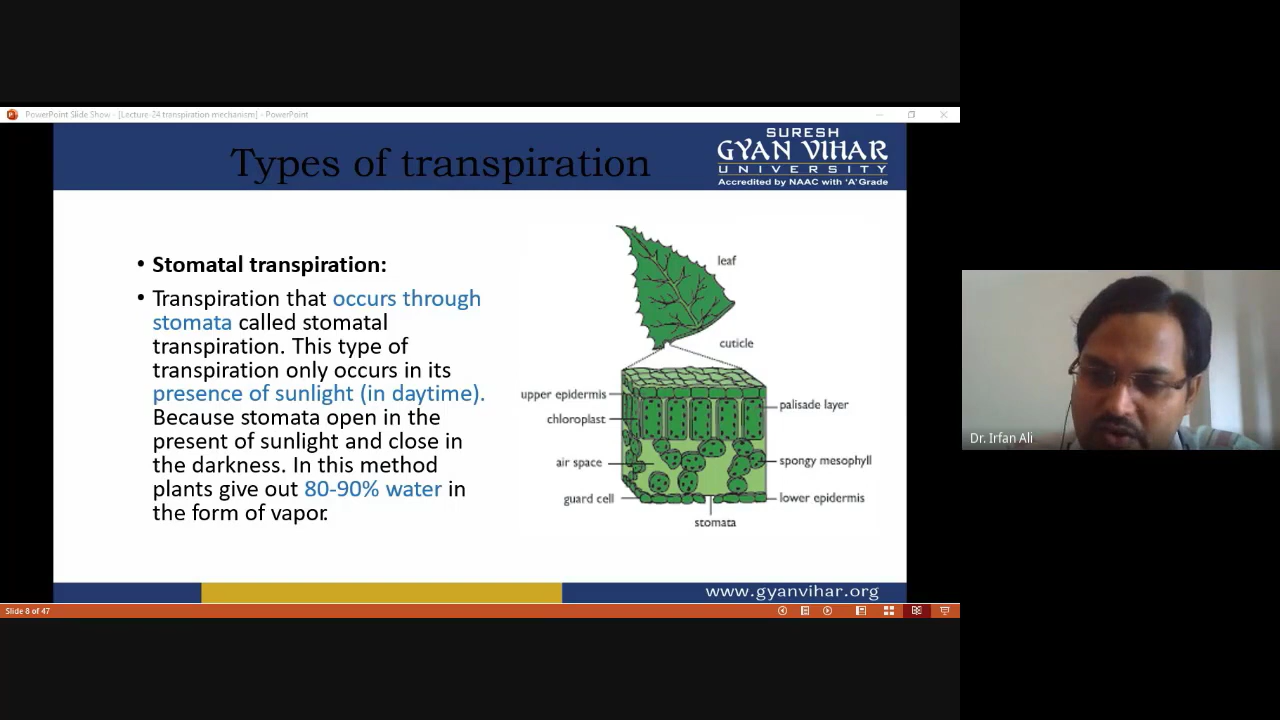 PowerPoint Slide Show - [Lecture-24 transpiration mechanism] - PowerPoint
Types of transpiration
SURESH
GYAN VIHAR
UNIVERSITY
Accredited by NAAC with 'A' Grade
• Stomatal transpiration:
• Transpiration that occurs through
stomata called stomatal
transpiration. This type of
transpiration only occurs in its
presence of sunlight (in daytime).
Because stomata open in the
present of sunlight and close in
the darkness. In this method
plants give out 80-90% water in
the form of vapor.
leaf
cuticle
upper epidermis
palisade layer
chloroplast
air space
spongy mesophyll
guard cell
lower epidermis
stomata
www.gyanvihar.org
Slide 8 of 47
Dr. Irfan Ali